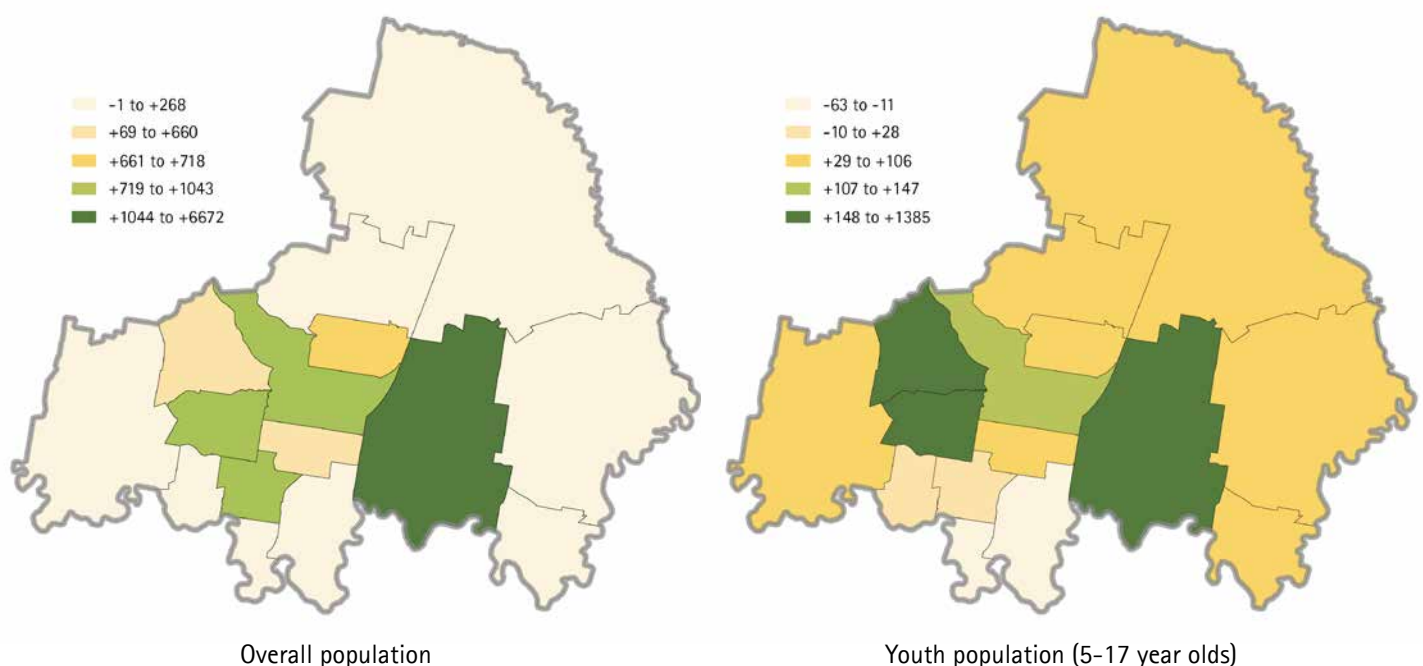 -1 to +268
+69 to +660
+661 to +718
+719 to +1043
+1044 to +6672
-63 to -11
-10 to +28
+29 to +106
+107 to +147
+148 to +1385
Overall population
Youth population (5-17 year olds)